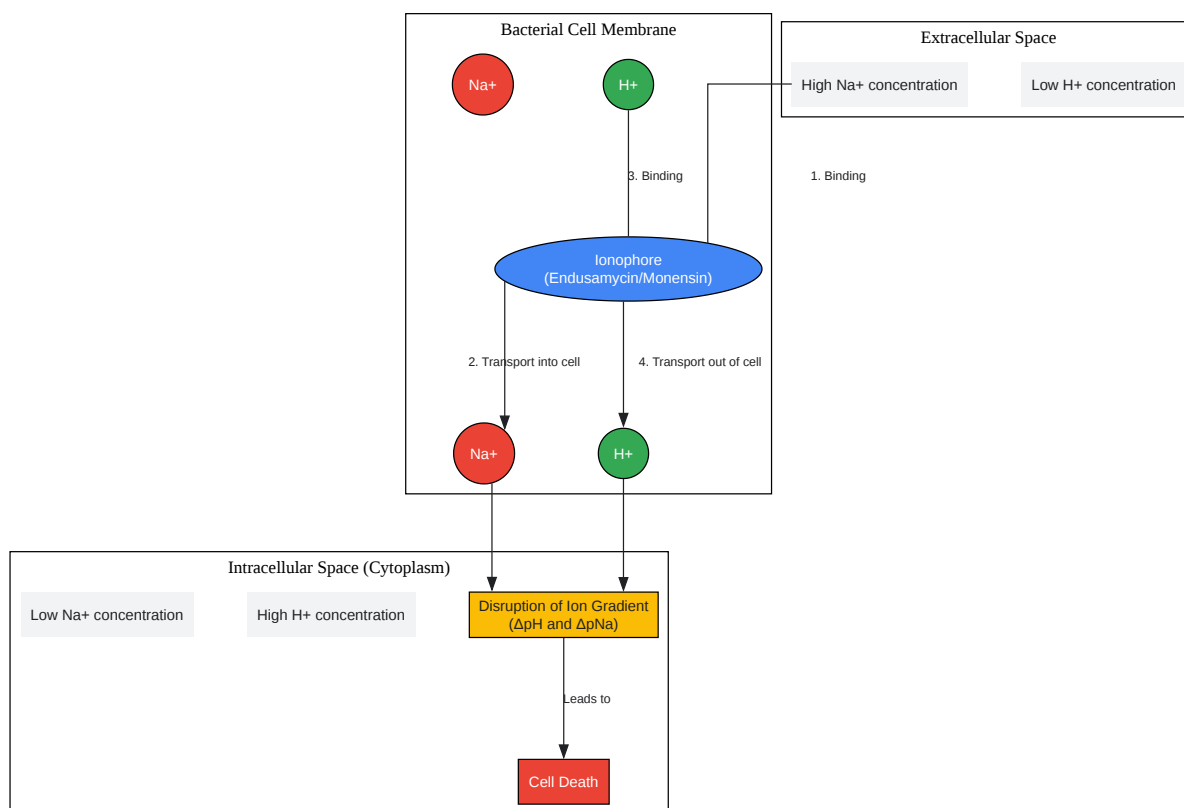 Bacterial Cell Membrane
Extracellular Space
Na+
H+
High Na+ concentration
Low H+ concentration
3. Binding
1. Binding
Ionophore
(Endusamycin/Monensin)
2. Transport into cell
4. Transport out of cell
Na+
H+
Intracellular Space (Cytoplasm)
Low Na+ concentration
High H+ concentration
Disruption of Ion Gradient
(ΔpH and ΔpNa)
Leads to
Cell Death